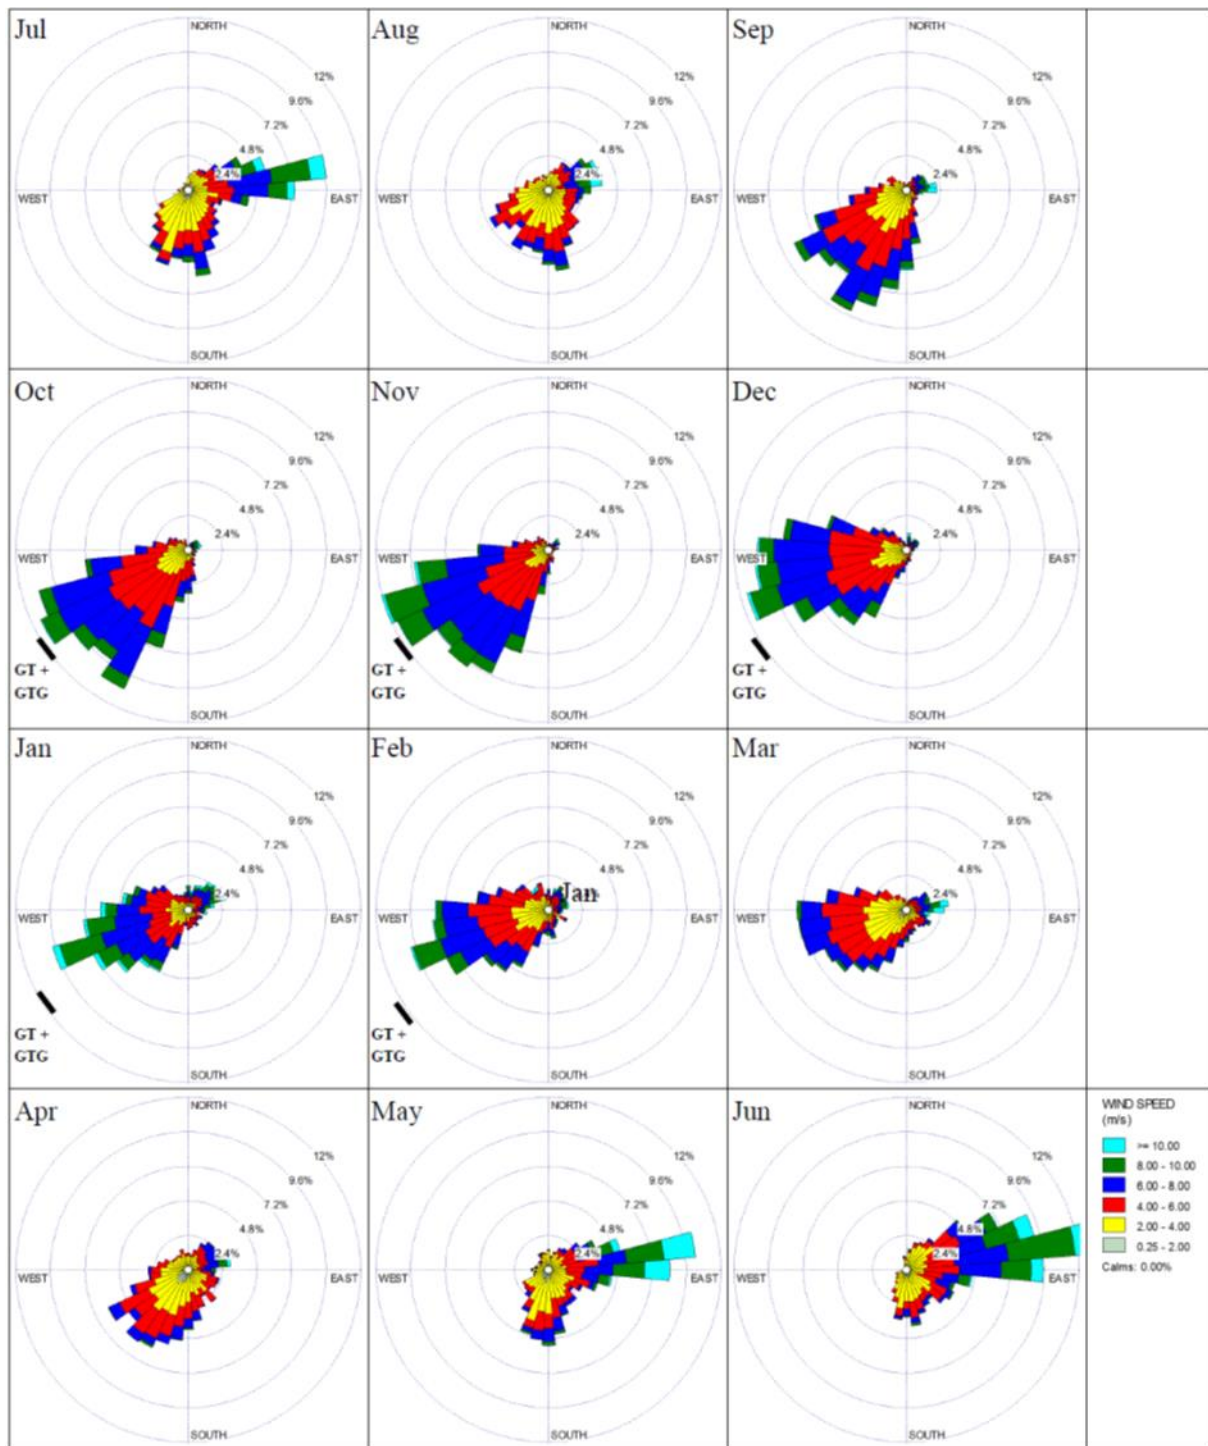 Jul
NORTH
12%
9.6%
7.2%
4.8%
2.4%
WEST
EAST
SOUTH
Aug
NORTH
12%
9.6%
7.2%
4.8%
2.4%
WEST
EAST
SOUTH
Sep
NORTH
12%
9.6%
7.2%
4.8%
2.4%
WEST
EAST
SOUTH
Oct
NORTH
12%
9.6%
7.2%
4.8%
2.4%
WEST
EAST
GT +
GTG
SOUTH
Nov
NORTH
12%
9.6%
7.2%
4.8%
2.4%
WEST
EAST
GT +
GTG
SOUTH
Dec
NORTH
12%
9.6%
7.2%
4.8%
2.4%
WEST
EAST
GT +
GTG
SOUTH
Jan
NORTH
12%
9.6%
7.2%
4.8%
2.4%
WEST
EAST
GT +
GTG
SOUTH
Feb
NORTH
12%
9.6%
7.2%
4.8%
Jan
WEST
EAST
GT +
GTG
SOUTH
Mar
NORTH
12%
9.6%
7.2%
4.8%
2.4%
WEST
EAST
SOUTH
Apr
NORTH
12%
9.6%
7.2%
4.8%
2.4%
WEST
EAST
SOUTH
May
NORTH
12%
9.6%
7.2%
4.8%
2.4%
WEST
EAST
SOUTH
Jun
NORTH
12%
9.6%
7.2%
4.8%
2.4%
WEST
EAST
SOUTH
WIND SPEED
(m/s)
>= 10.00
8.00 - 10.00
6.00 - 8.00
4.00 - 6.00
2.00 - 4.00
0.25 - 2.00
Calms: 0.00%